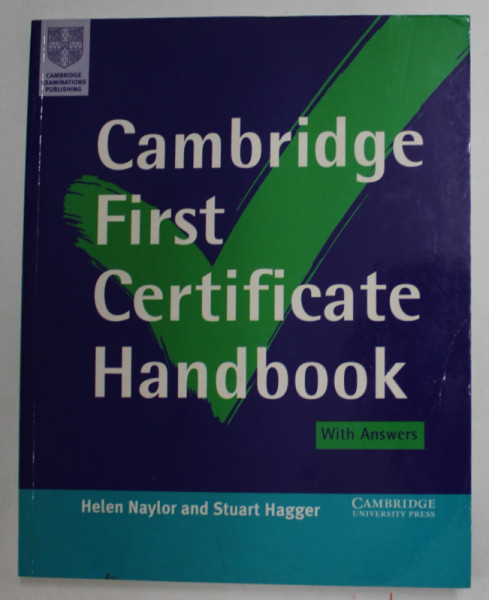 CAMBRIDGE
EXAMINATIONS
PUBLISHING
Cambridge
First
Certificate
Handbook
With Answers
Helen Naylor and Stuart Hagger
CAMBRIDGE
UNIVERSITY PRESS